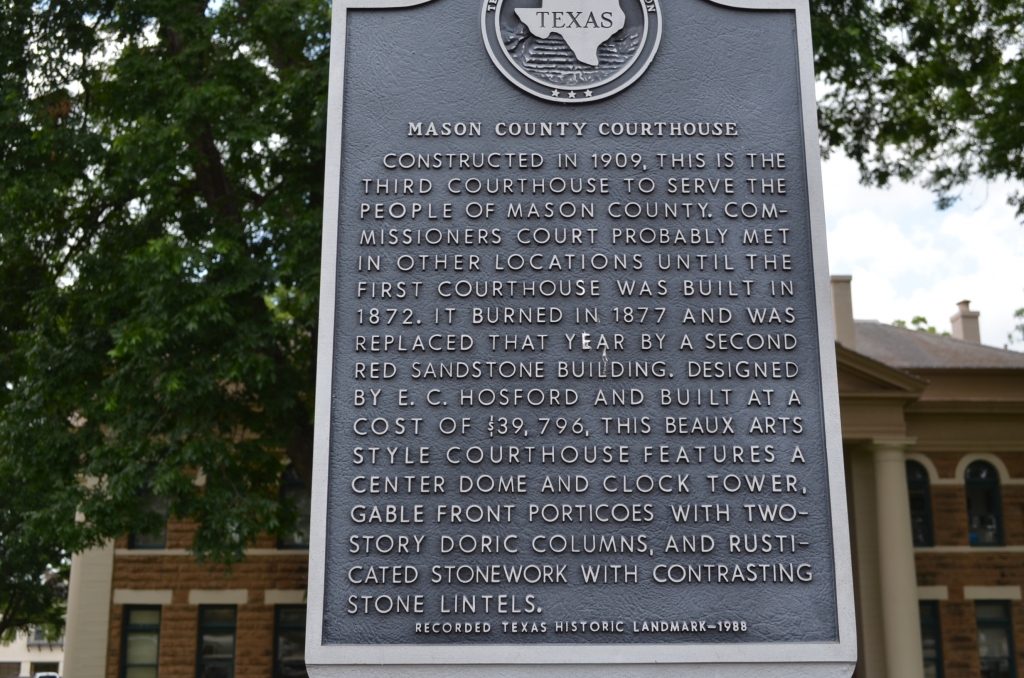 TEXAS
MASON COUNTY COURTHOUSE
CONSTRUCTED IN 1909, THIS IS THE
THIRD COURTHOUSE TO SERVE THE
PEOPLE OF MASON COUNTY. COM-
MISSIONERS COURT PROBABLY MET
IN OTHER LOCATIONS UNTIL THE
FIRST COURTHOUSE WAS BUILT IN
1872. IT BURNED IN 1877 AND WAS
REPLACED THAT YEAR BY A SECOND
RED SANDSTONE BUILDING. DESIGNED
BY E. C. HOSFORD AND BUILT AT A
COST OF $39,796, THIS BEAUX ARTS
STYLE COURTHOUSE FEATURES A
CENTER DOME AND CLOCK TOWER,
GABLE FRONT PORTICOES WITH TWO-
STORY DORIC COLUMNS, AND RUSTI-
CATED STONEWORK WITH CONTRASTING
STONE LINTELS.
RECORDED TEXAS HISTORIC LANDMARK-1988